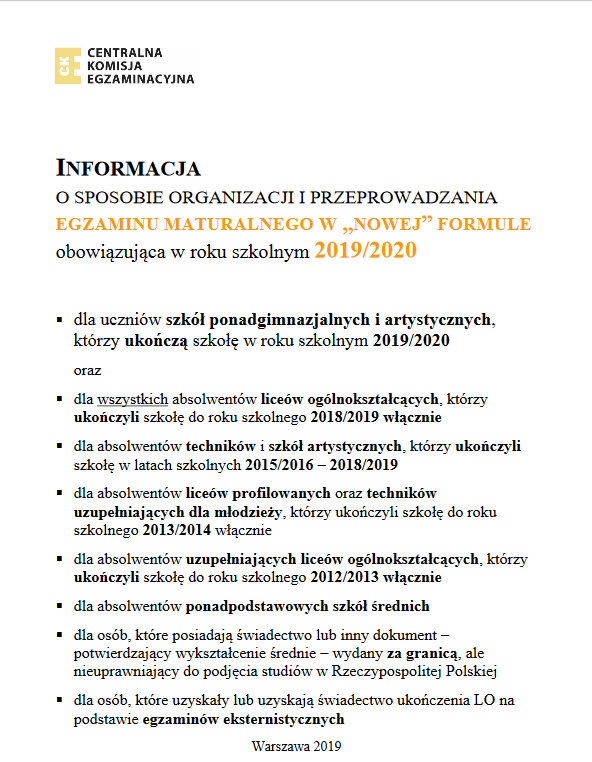 CKE
CENTRALNA
KOMISJA
EGZAMINACYJNA
INFORMACJA
O SPOSOBIE ORGANIZACJI I PRZEPROWADZANIA
EGZAMINU MATURALNEGO W „NOWEJ” FORMULE
obowiązująca w roku szkolnym 2019/2020
▪ dla uczniów szkół ponadgimnazjalnych i artystycznych,
którzy ukończą szkołę w roku szkolnym 2019/2020
oraz
▪ dla wszystkich absolwentów liceów ogólnokształcących, którzy
ukończyli szkołę do roku szkolnego 2018/2019 włącznie
▪ dla absolwentów techników i szkół artystycznych, którzy ukończyli
szkołę w latach szkolnych 2015/2016 – 2018/2019
▪ dla absolwentów liceów profilowanych oraz techników
uzupełniających dla młodzieży, którzy ukończyli szkołę do roku
szkolnego 2013/2014 włącznie
▪ dla absolwentów uzupełniających liceów ogólnokształcących, którzy
ukończyli szkołę do roku szkolnego 2012/2013 włącznie
▪ dla absolwentów ponadpodstawowych szkół średnich
▪ dla osób, które posiadają świadectwo lub inny dokument –
potwierdzający wykształcenie średnie – wydany za granicą, ale
nieuprawniający do podjęcia studiów w Rzeczypospolitej Polskiej
▪ dla osób, które uzyskały lub uzyskają świadectwo ukończenia LO na
podstawie egzaminów eksternistycznych
Warszawa 2019